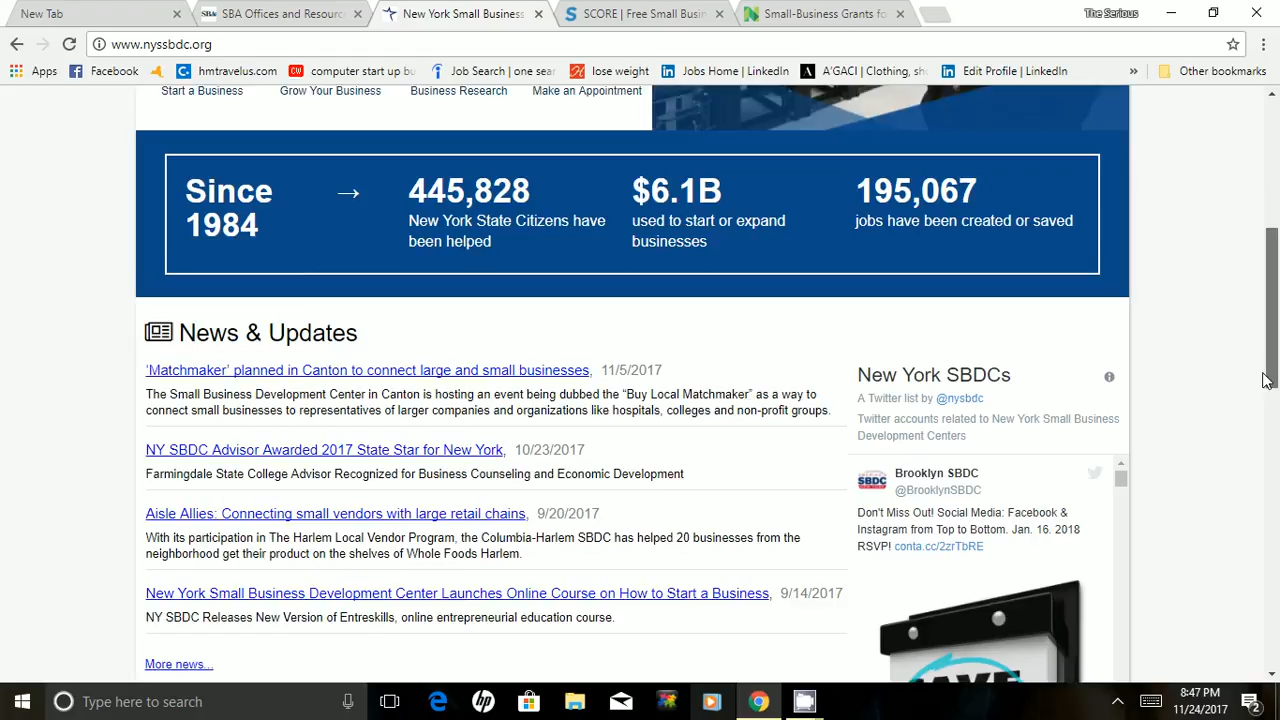 New Tab
SBA Offices and Resourc
New York Small Business
SCORE | Free Small Busin
Small-Business Grants fo
The Serious
www.nyssbdc.org
Apps
Facebook
hmtravelus.com
computer start up bu
Job Search | one sear
lose weight
Jobs Home | LinkedIn
A'GACI | Clothing, sh
Edit Profile | LinkedIn
Other bookmarks
Start a Business
Grow Your Business
Business Research
Make an Appointment
Since
1984
→
445,828
New York State Citizens have
been helped
$6.1B
used to start or expand
businesses
195,067
jobs have been created or saved
News & Updates
'Matchmaker' planned in Canton to connect large and small businesses, 11/5/2017
The Small Business Development Center in Canton is hosting an event being dubbed the “Buy Local Matchmaker” as a way to
connect small businesses to representatives of larger companies and organizations like hospitals, colleges and non-profit groups.
NY SBDC Advisor Awarded 2017 State Star for New York, 10/23/2017
Farmingdale State College Advisor Recognized for Business Counseling and Economic Development
Aisle Allies: Connecting small vendors with large retail chains, 9/20/2017
With its participation in The Harlem Local Vendor Program, the Columbia-Harlem SBDC has helped 20 businesses from the
neighborhood get their product on the shelves of Whole Foods Harlem.
New York Small Business Development Center Launches Online Course on How to Start a Business, 9/14/2017
NY SBDC Releases New Version of Entreskills, online entrepreneurial education course.
More news...
New York SBDCs
A Twitter list by @nysbdc
Twitter accounts related to New York Small Business
Development Centers
SBDC
Brooklyn SBDC
@BrooklynSBDC
Don't Miss Out! Social Media: Facebook &
Instagram from Top to Bottom. Jan. 16. 2018
RSVP! conta.cc/2zrTbRE
Type here to search
8:47 PM
11/24/2017
2